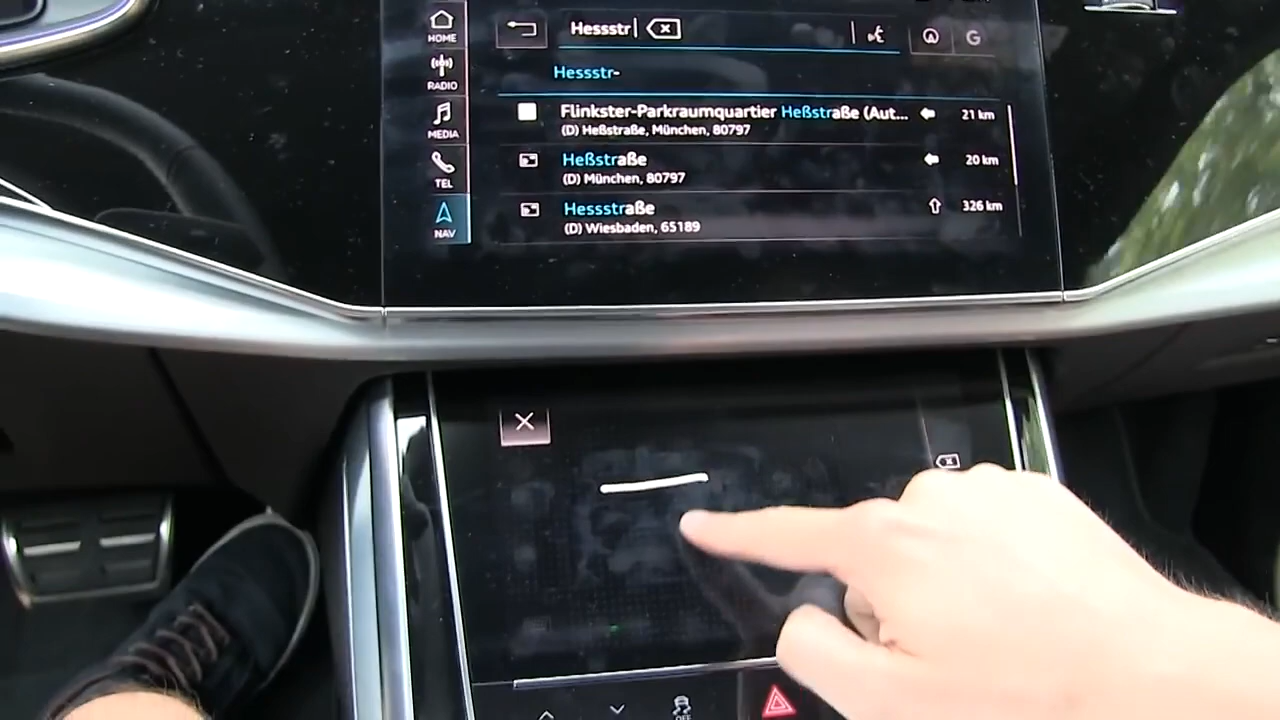 HOME
RADIO
MEDIA
TEL
NAV
Hessstr
G
Hessstr-
Flinkster-Parkraumquartier Heßstraße (Aut...
21 km
(D) Heßstraße, München, 80797
Heßstraße
20 km
(D) München, 80797
Hessstraße
326 km
(D) Wiesbaden, 65189
OFF